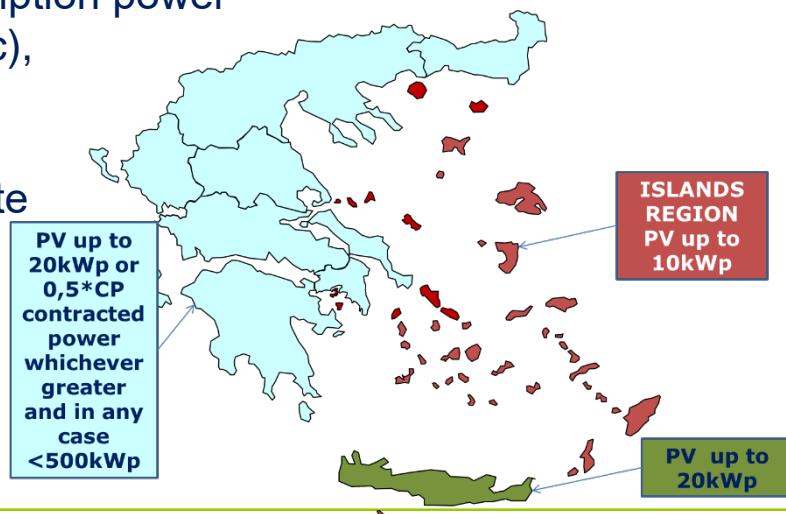 ption power
c),
te
PV up to
20kWp or
0,5*CP
contracted
power
whichever
greater
and in any
case
<500kWp
ISLANDS
REGION
PV up to
10kWp
PV up to
20kWp